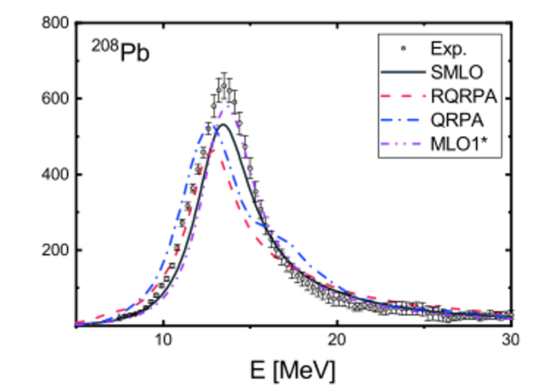 800
600
400
200
²⁰⁸Pb
Exp.
SMLO
RQRPA
QRPA
MLO1*
10 20 30
E [MeV]